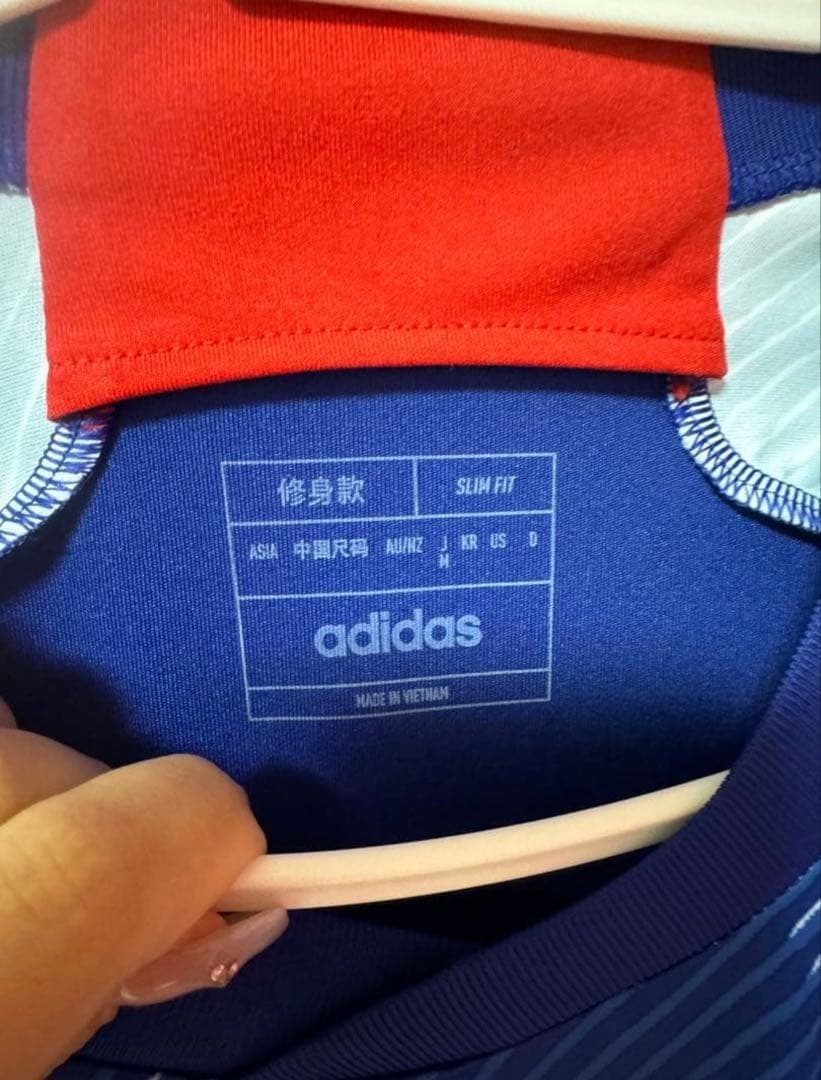 修身款 SLIM FIT
ASIA 中国尺码 AU/NZ J KR US D
M
adidas
MADE IN VIETNAM